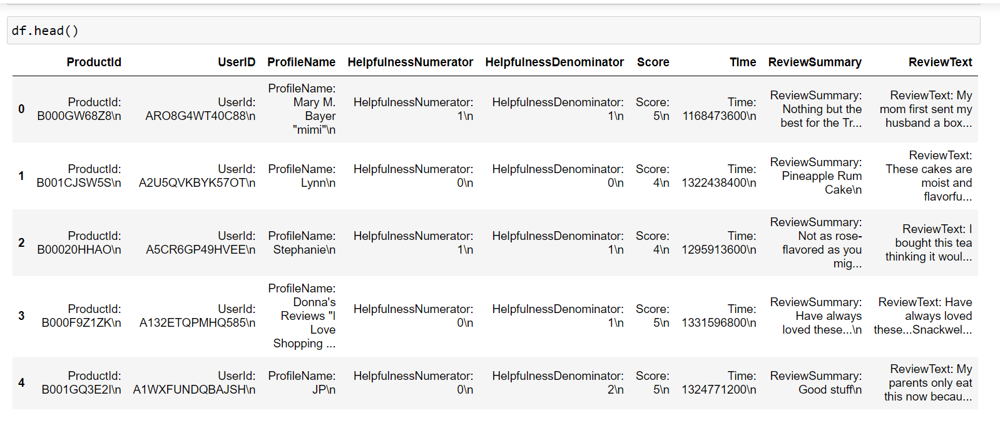 df.head()
ProductId UserID ProfileName HelpfulnessNumerator HelpfulnessDenominator Score TIme ReviewSummary ReviewText
0
ProductId:
B000GW68Z8\n
UserId:
ARO8G4WT40C88\n
ProfileName:
Mary M.
Bayer
"mimi"\n
HelpfulnessNumerator:
1\n
HelpfulnessDenominator:
1\n
Score:
5\n
Time:
1168473600\n
ReviewSummary:
Nothing but the
best for the Tr...
ReviewText: My
mom first sent my
husband a box...
1
ProductId:
B001CJSW5S\n
UserId:
A2U5QVKBYK57OT\n
ProfileName:
Lynn\n
HelpfulnessNumerator:
0\n
HelpfulnessDenominator:
0\n
Score:
4\n
Time:
1322438400\n
ReviewSummary:
Pineapple Rum
Cake\n
ReviewText:
These cakes are
moist and
flavorfu...
2
ProductId:
B00020HHAO\n
UserId:
A5CR6GP49HVEE\n
ProfileName:
Stephanie\n
HelpfulnessNumerator:
1\n
HelpfulnessDenominator:
1\n
Score:
4\n
Time:
1295913600\n
ReviewSummary:
Not as rose-
flavored as you
mig...
ReviewText: I
bought this tea
thinking it woul...
3
ProductId:
B000F9Z1ZK\n
UserId:
A132ETQPMHQ585\n
ProfileName:
Donna's
Reviews "I
Love
Shopping ...
HelpfulnessNumerator:
0\n
HelpfulnessDenominator:
1\n
Score:
5\n
Time:
1331596800\n
ReviewSummary:
Have always
loved these...\n
ReviewText: Have
always loved
these...Snackwel...
4
ProductId:
B001GQ3E2I\n
UserId:
A1WXFUNDQBAJSH\n
ProfileName:
JP\n
HelpfulnessNumerator:
0\n
HelpfulnessDenominator:
2\n
Score:
5\n
Time:
1324771200\n
ReviewSummary:
Good stuff\n
ReviewText: My
parents only eat
this now becau...